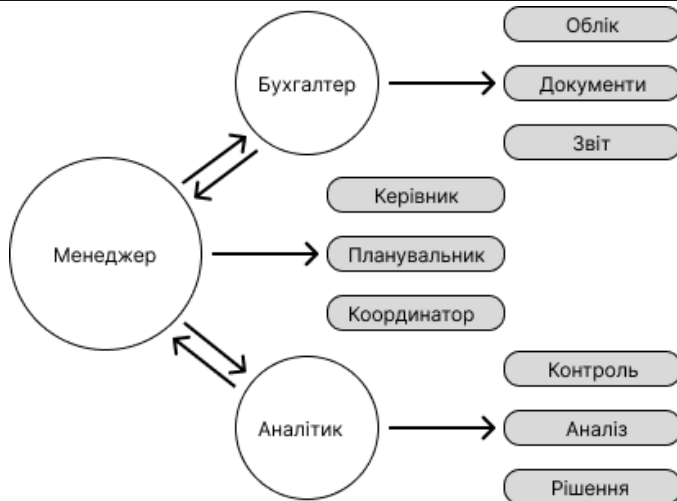 Облік
Бухгалтер
Документи
Звіт
Керівник
Менеджер
Планувальник
Координатор
Контроль
Аналітик
Аналіз
Рішення